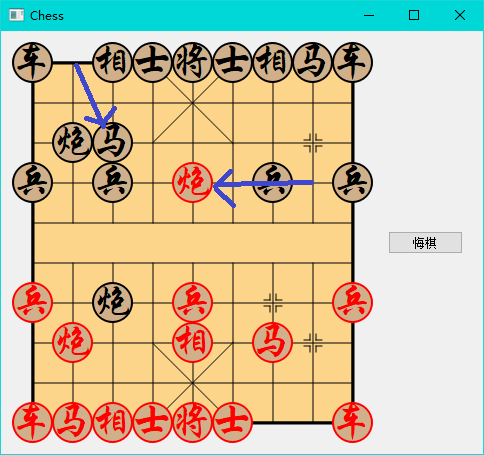 Chess
车 相 士 将 士 相 马 车
炮 马
兵 兵 炮 兵 兵
悔棋
兵 炮 兵 兵
炮 相 马
车 马 相 士 将 士 车